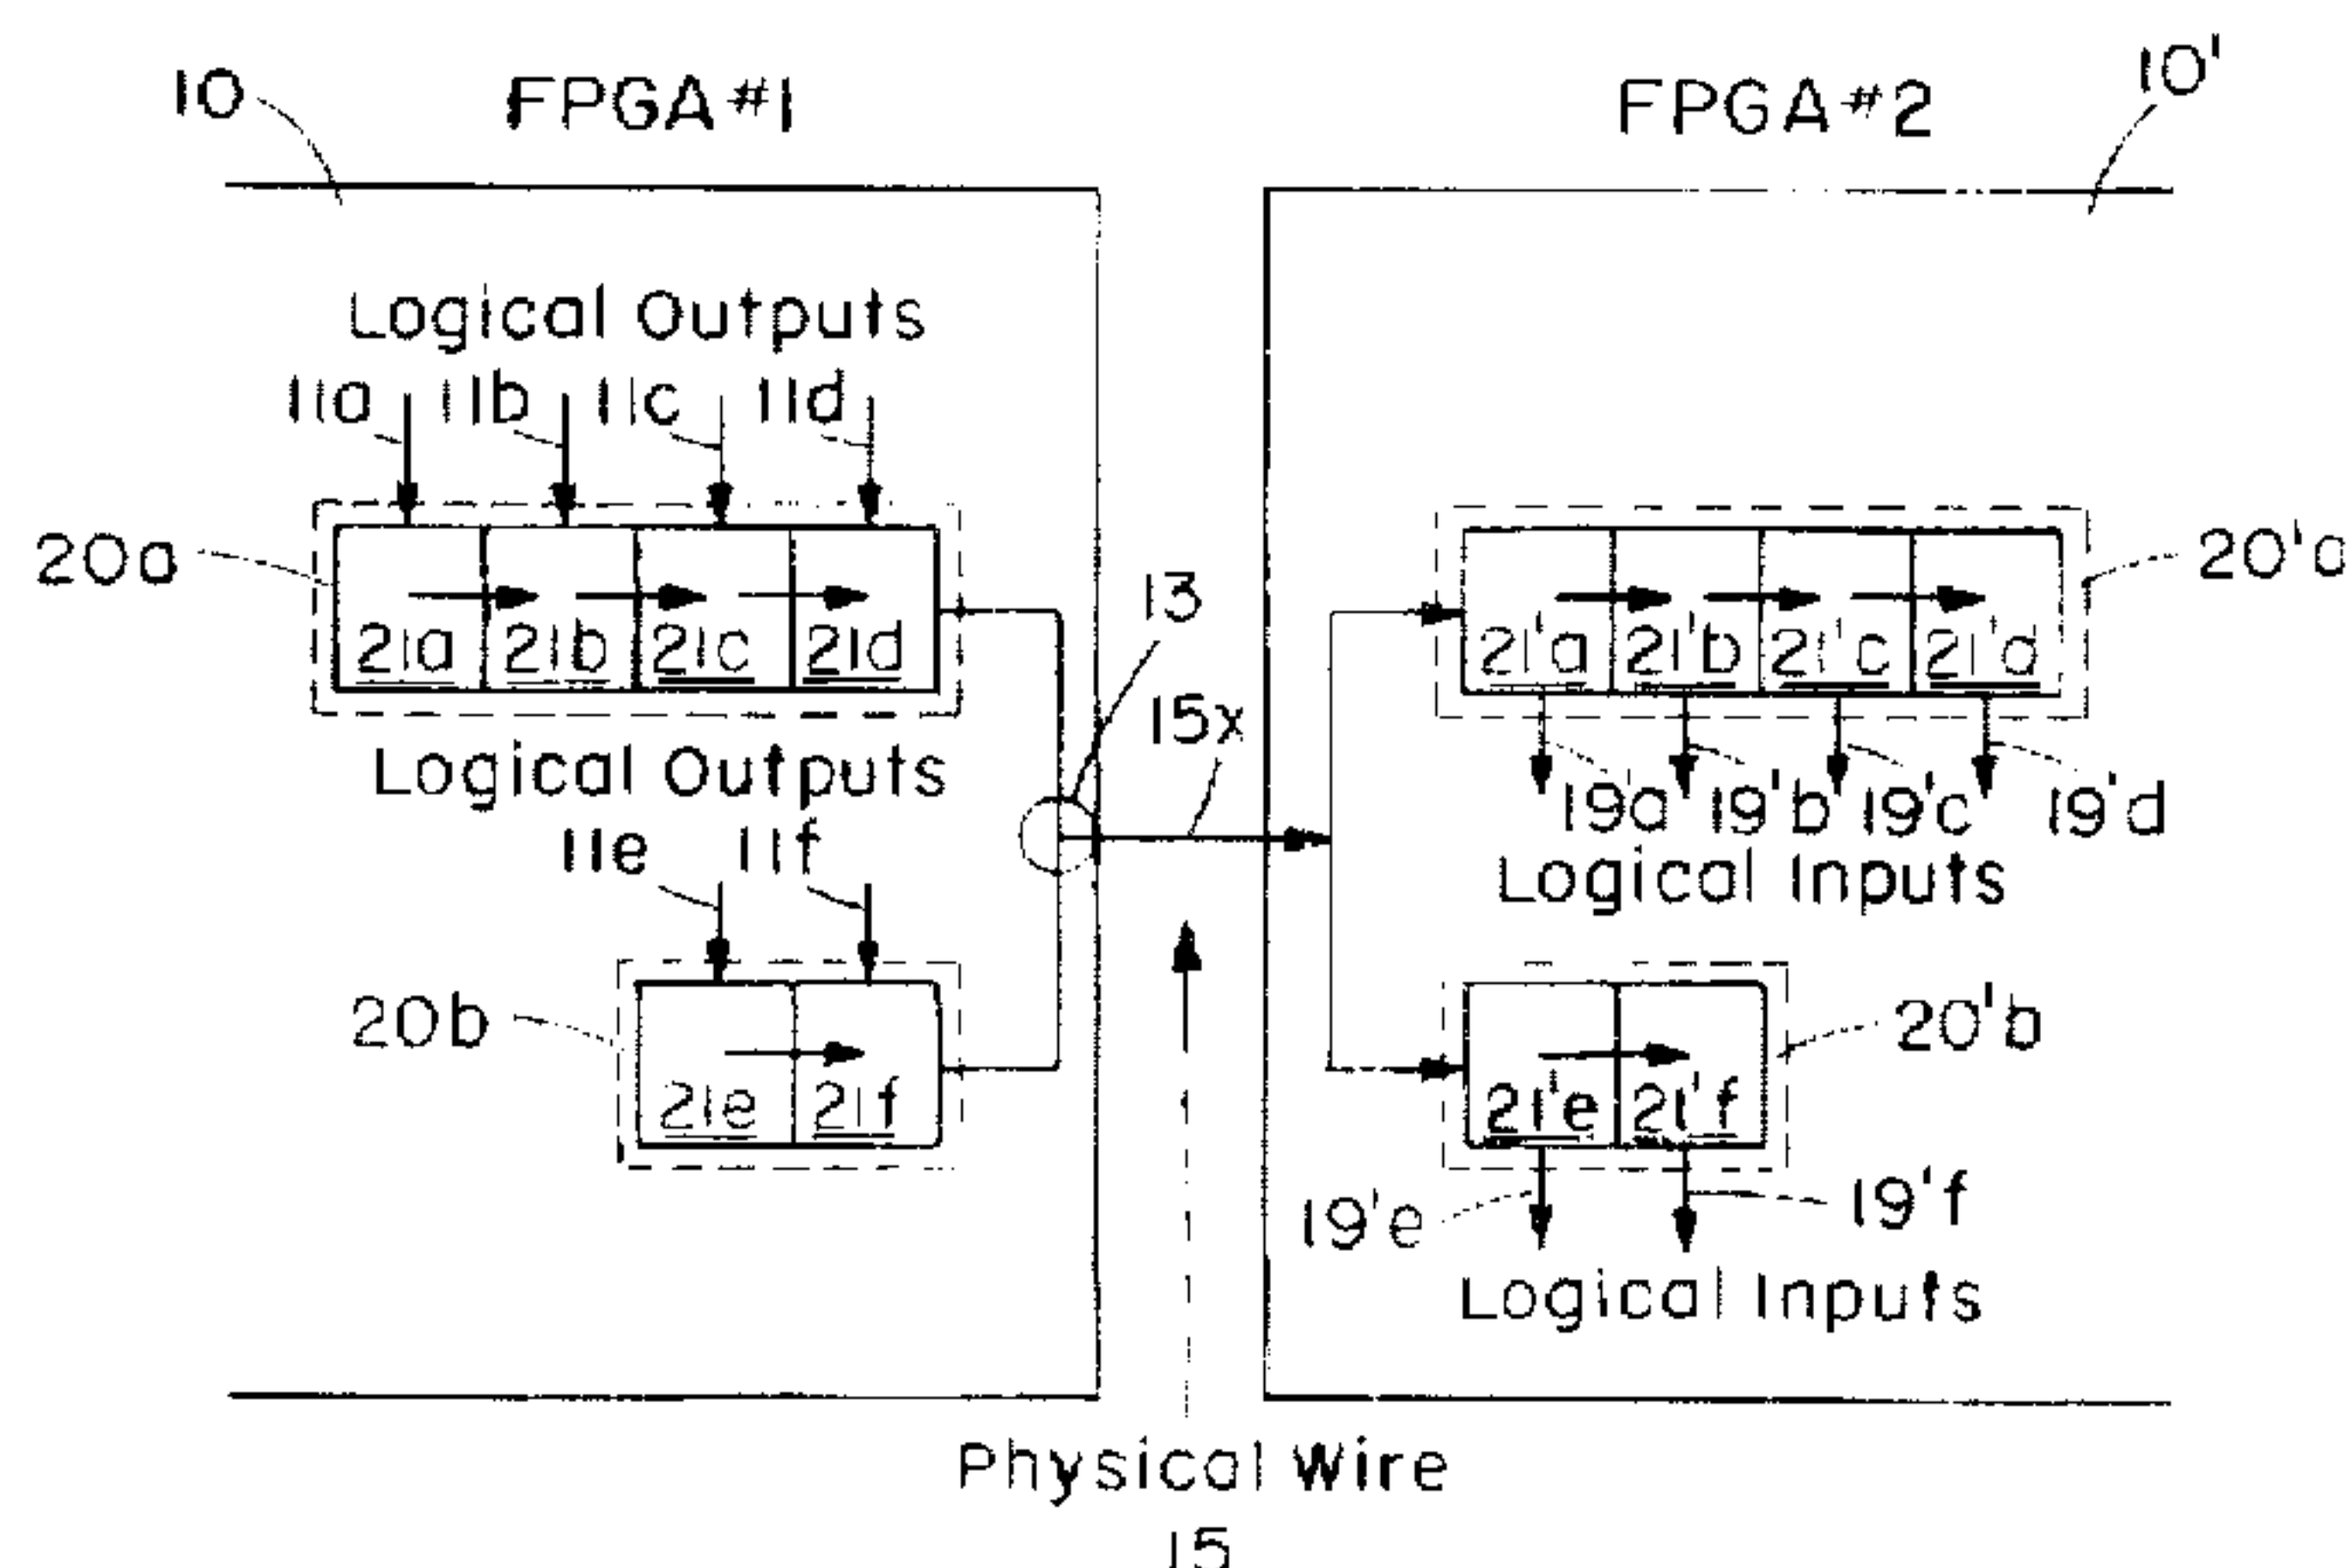 10 FPGA#1 FPGA#2 10'
Logical Outputs
11a 11b 11c 11d
20a 21a 21b 21c 21d 13 15x 21'a 21'b 21'c 21'd 20'a
Logical Outputs
11e 11f
19'a 19'b 19'c 19'd
Logical Inputs
20b 21e 21f 21'e 21'f 20'b
19'e 19'f
Logical Inputs
Physical Wire
15